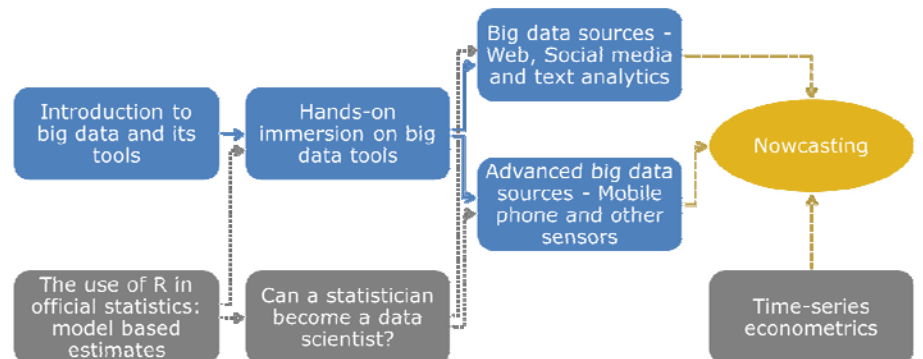 Introduction to
big data and its
tools
Hands-on
immersion on big
data tools
Big data sources -
Web, Social media
and text analytics
Advanced big data
sources - Mobile
phone and other
sensors
Nowcasting
The use of R in
official statistics:
model based
estimates
Can a statistician
become a data
scientist?
Time-series
econometrics